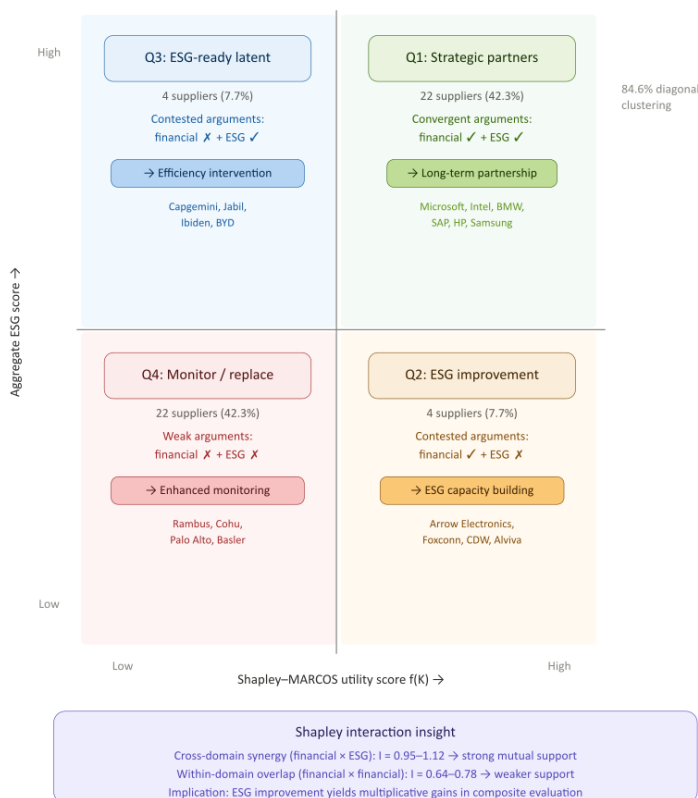 High
Q3: ESG-ready latent
4 suppliers (7.7%)
Contested arguments:
financial ✗ + ESG ✓
→ Efficiency intervention
Capgemini, Jabil,
Ibiden, BYD
Q1: Strategic partners
22 suppliers (42.3%)
Convergent arguments:
financial ✓ + ESG ✓
→ Long-term partnership
Microsoft, Intel, BMW,
SAP, HP, Samsung
84.6% diagonal
clustering
Aggregate ESG score →
Q4: Monitor / replace
22 suppliers (42.3%)
Weak arguments:
financial ✗ + ESG ✗
→ Enhanced monitoring
Rambus, Cohu,
Palo Alto, Basler
Q2: ESG improvement
4 suppliers (7.7%)
Contested arguments:
financial ✓ + ESG ✗
→ ESG capacity building
Arrow Electronics,
Foxconn, CDW, Alviva
Low
Low
High
Shapley–MARCOS utility score f(K) →
Shapley interaction insight
Cross-domain synergy (financial × ESG): I = 0.95–1.12 → strong mutual support
Within-domain overlap (financial × financial): I = 0.64–0.78 → weaker support
Implication: ESG improvement yields multiplicative gains in composite evaluation